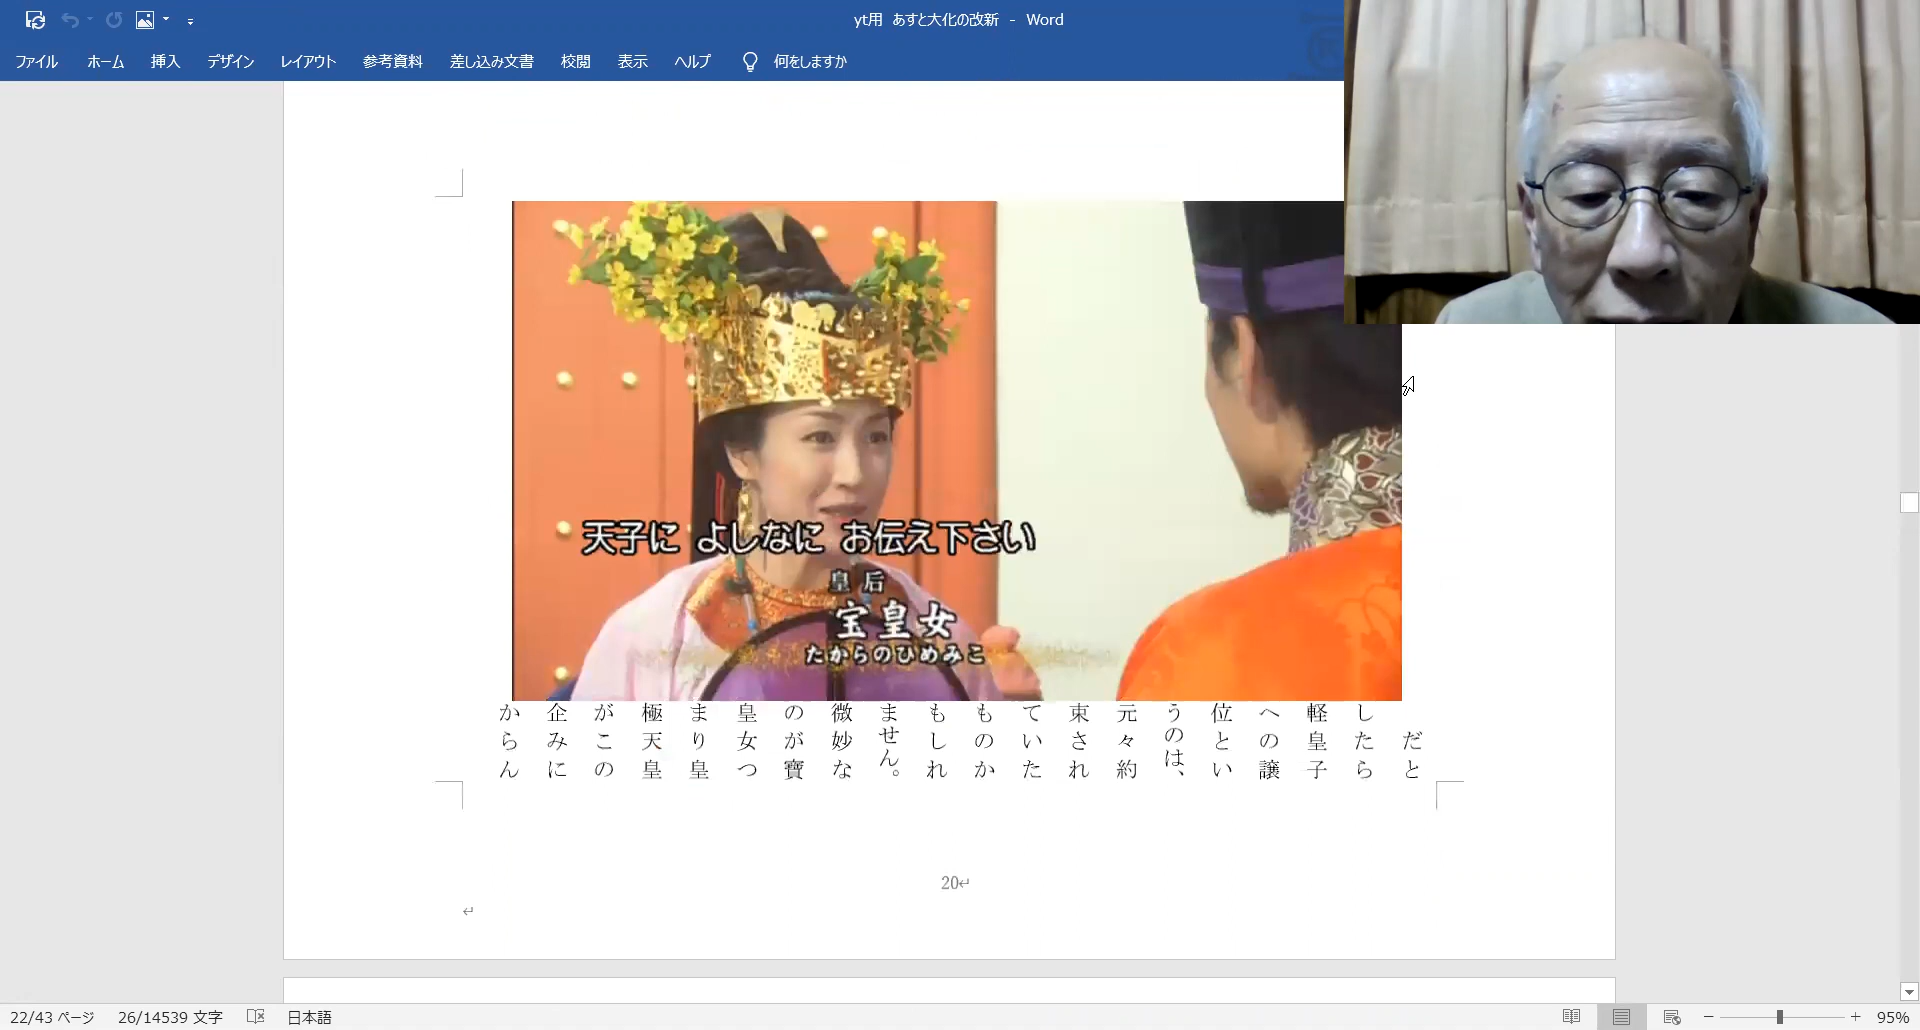 yt用 あすと大化の改新 - Word
ファイル ホーム 挿入 デザイン レイアウト 参考資料 差し込み文書 校閲 表示 ヘルプ 何をしますか
天子に よしなに お伝え下さい
皇后
宝皇女
たからのひめみこ
だと
したら
軽皇子
への譲
位とい
うのは、
元々約
束され
ていた
ものか
もしれ
ません。
微妙な
のが寶
皇女つ
まり皇
極天皇
がこの
企みに
からん
20
22/43 ページ 26/14539 文字 日本語 95%